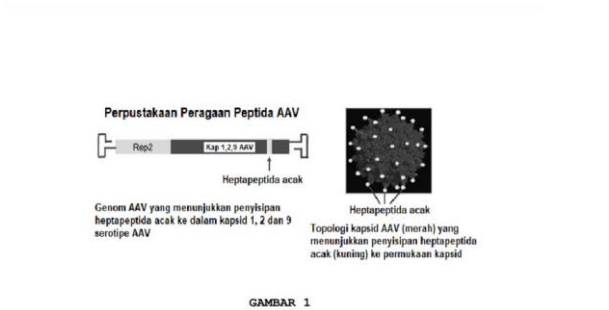 Perpustakaan Peragaan Peptida AAV
Rep2
Kap 1,2,9 AAV
Heptapeptida acak
Genom AAV yang menunjukkan penyisipan
heptapeptida acak ke dalam kapsid 1, 2 dan 9
serotipe AAV
Heptapeptida acak
Topologi kapsid AAV (merah) yang
menunjukkan penyisipan heptapeptida
acak (kuning) ke permukaan kapsid
GAMBAR 1